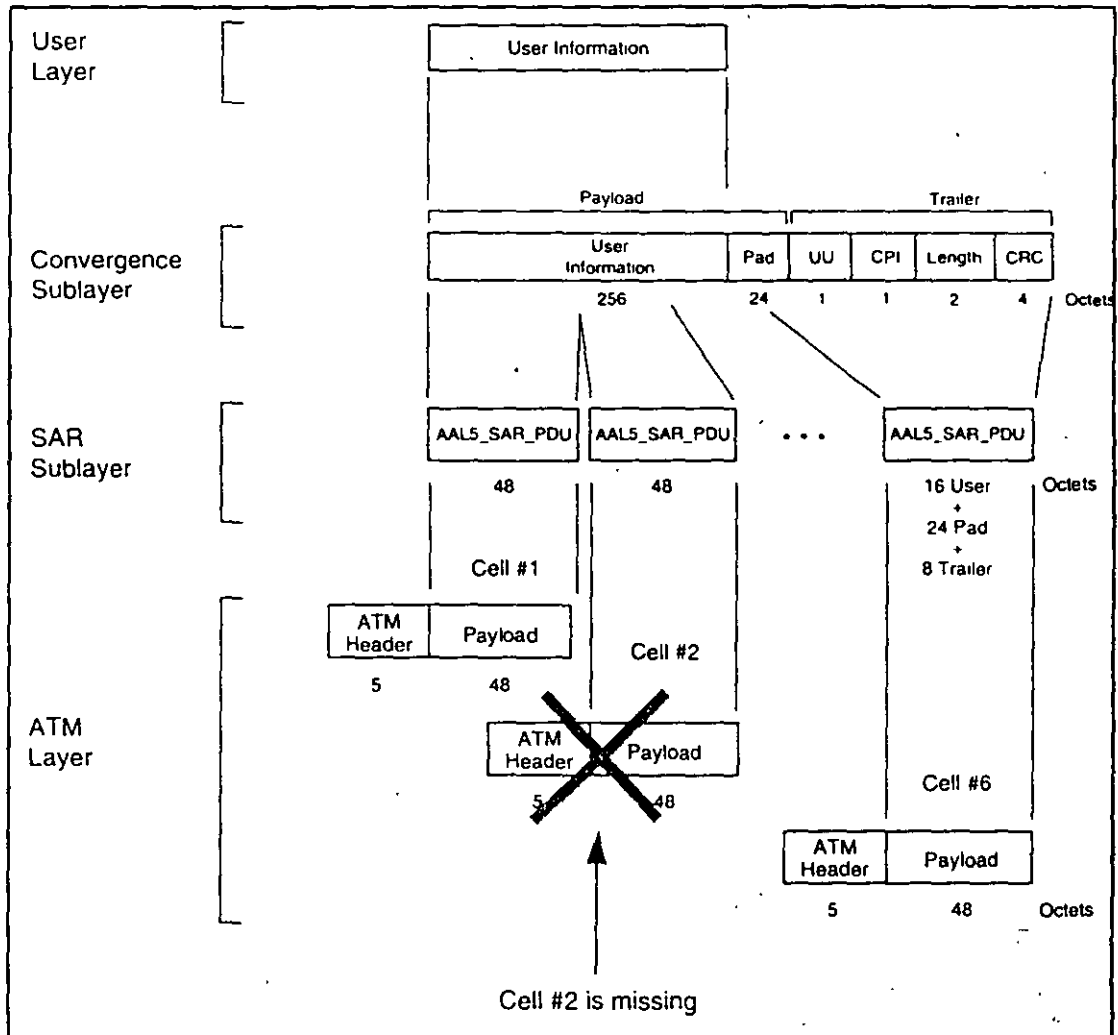 User
Layer
User Information
Payload
Trailer
Convergence
Sublayer
User
Information
Pad
UU
CPI
Length
CRC
256
24
1
1
2
4
Octets
SAR
Sublayer
AAL5_SAR_PDU
AAL5_SAR_PDU
• • •
AAL5_SAR_PDU
48
48
16 User
+
24 Pad
+
8 Trailer
Octets
Cell #1
ATM
Header
Payload
5
48
Cell #2
ATM
Layer
ATM
Header
Payload
5
48
Cell #6
ATM
Header
Payload
5
48
Octets
Cell #2 is missing